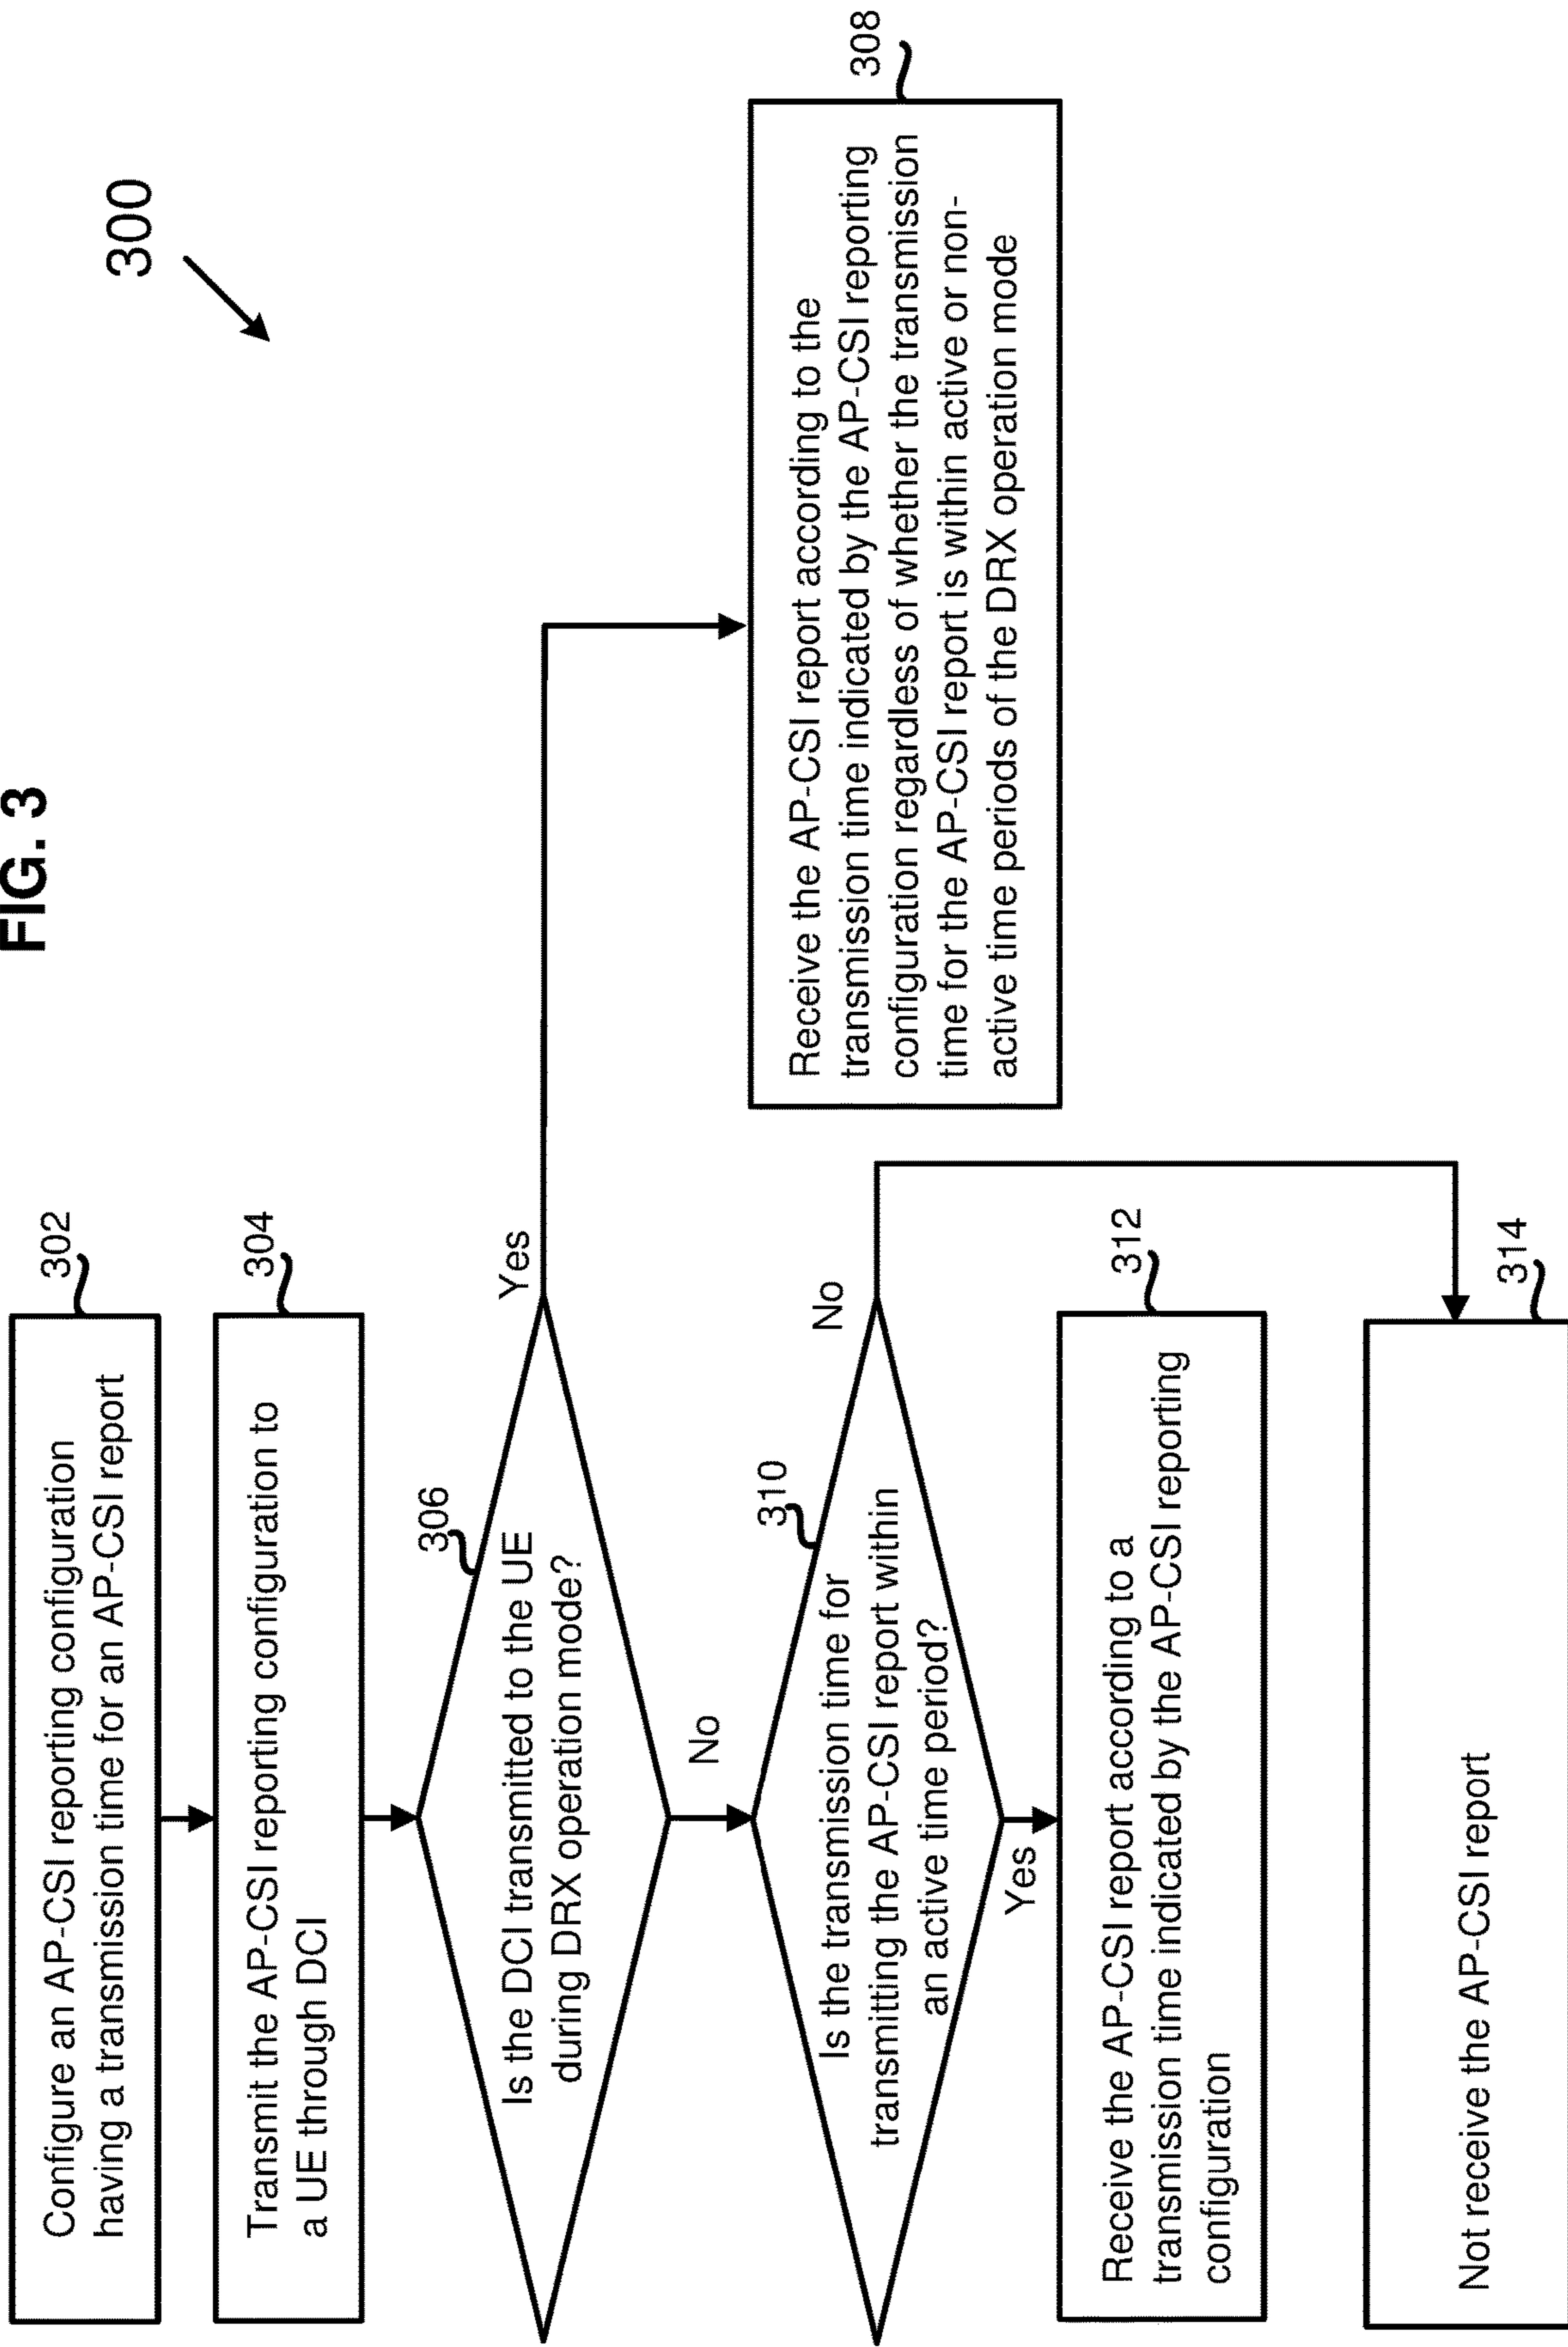 FIG. 3
300
302
Configure an AP-CSI reporting configuration
having a transmission time for an AP-CSI report
304
Transmit the AP-CSI reporting configuration to
a UE through DCI
306
Is the DCI transmitted to the UE
during DRX operation mode?
Yes
No
308
Receive the AP-CSI report according to the
transmission time indicated by the AP-CSI reporting
configuration regardless of whether the transmission
time for the AP-CSI report is within active or non-
active time periods of the DRX operation mode
310
Is the transmission time for
transmitting the AP-CSI report within
an active time period?
No
Yes
312
Receive the AP-CSI report according to a
transmission time indicated by the AP-CSI reporting
configuration
314
Not receive the AP-CSI report